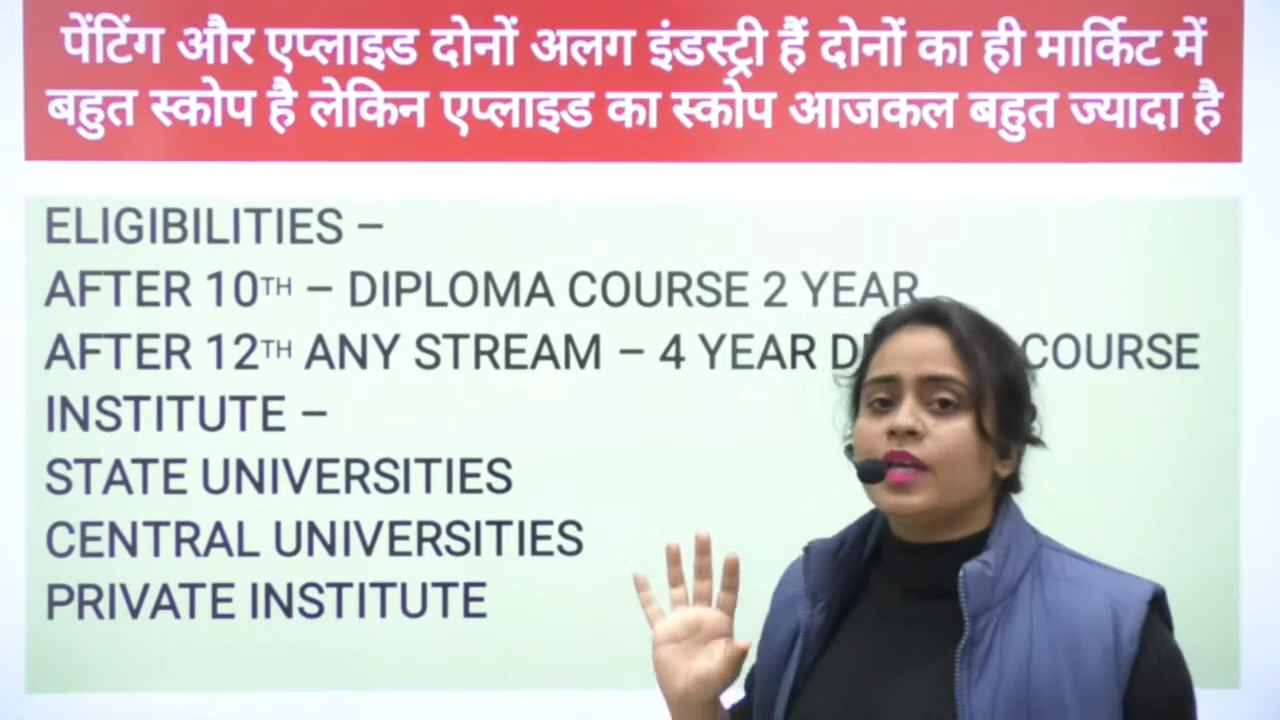 पेंटिंग और एप्लाइड दोनों अलग इंडस्ट्री हैं दोनों का ही मार्किट में
बहुत स्कोप है लेकिन एप्लाइड का स्कोप आजकल बहुत ज्यादा है
ELIGIBILITIES –
AFTER 10TH – DIPLOMA COURSE 2 YEAR
AFTER 12TH ANY STREAM – 4 YEAR COURSE
INSTITUTE –
STATE UNIVERSITIES
CENTRAL UNIVERSITIES
PRIVATE INSTITUTE